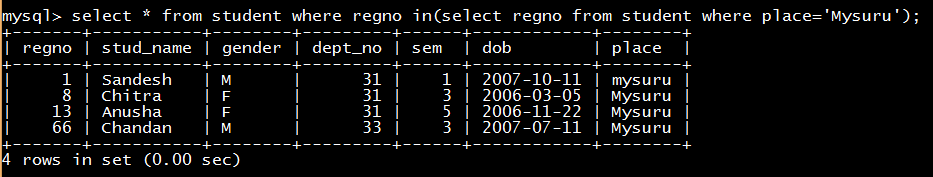 mysql> select * from student where regno in(select regno from student where place='Mysuru');
+-------+-----------+--------+---------+------+------------+--------+
| regno | stud_name | gender | dept_no | sem  | dob        | place  |
+-------+-----------+--------+---------+------+------------+--------+
|     1 | Sandesh   | M      |      31 |    1 | 2007-10-11 | mysuru |
|     8 | Chitra    | F      |      31 |    3 | 2006-03-05 | Mysuru |
|    13 | Anusha    | F      |      31 |    5 | 2006-11-22 | Mysuru |
|    66 | Chandan   | M      |      33 |    3 | 2007-07-11 | Mysuru |
+-------+-----------+--------+---------+------+------------+--------+
4 rows in set (0.00 sec)